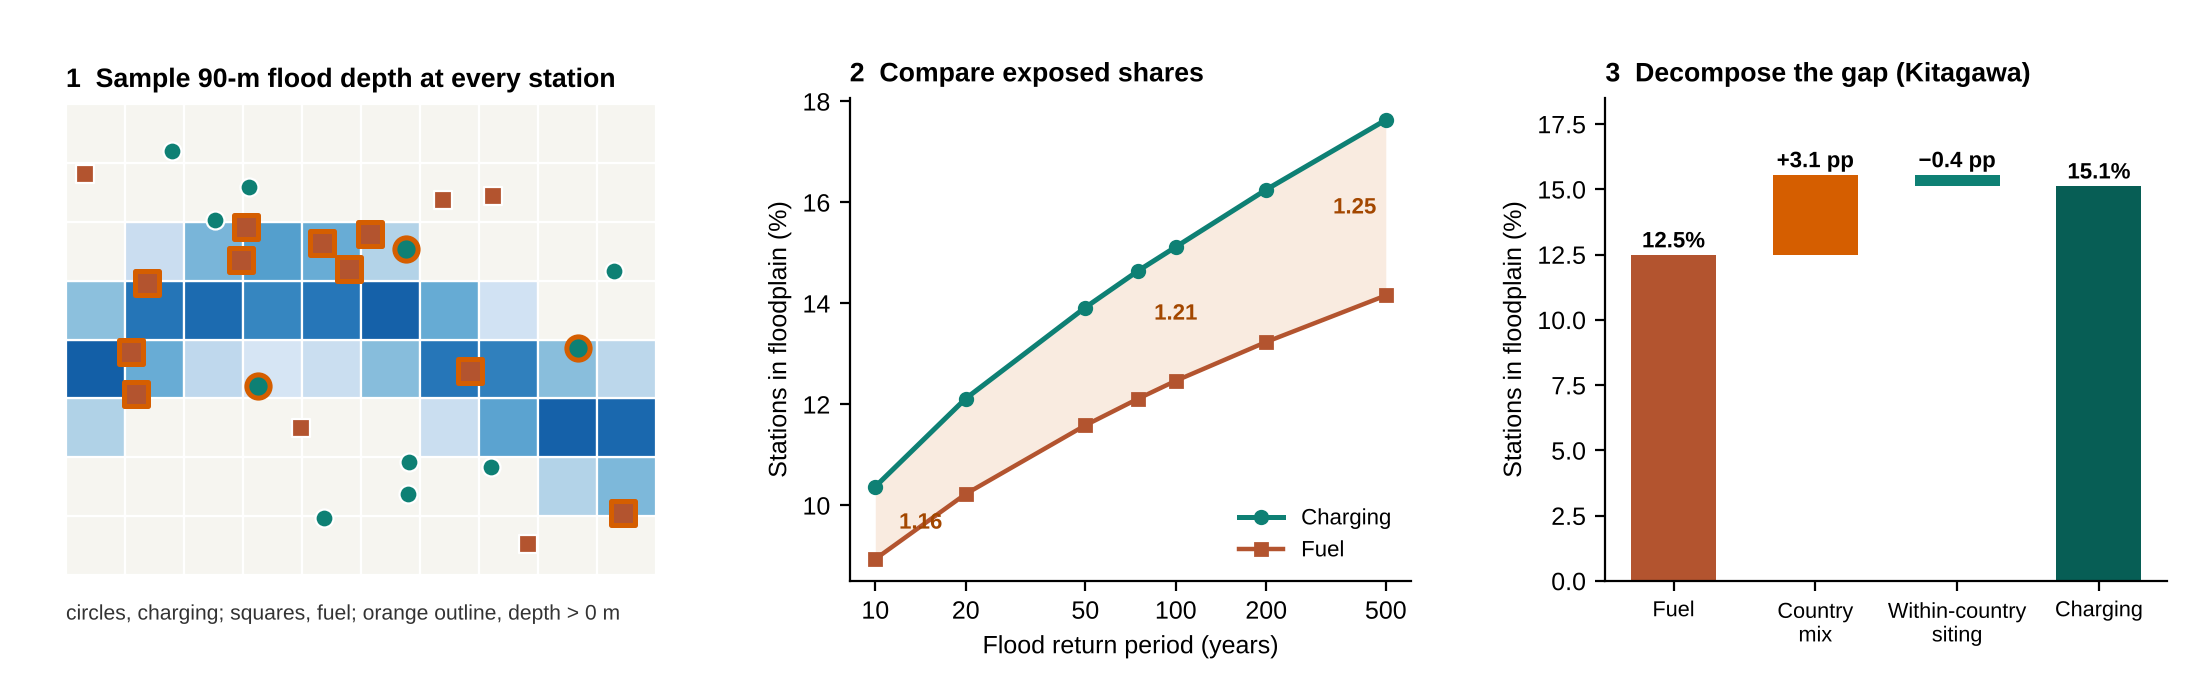 1 Sample 90-m flood depth at every station
circles, charging; squares, fuel; orange outline, depth > 0 m
2 Compare exposed shares
Stations in floodplain (%)
18
16
14
12
10
1.25
1.21
1.16
Charging
Fuel
10 20 50 100 200 500
Flood return period (years)
3 Decompose the gap (Kitagawa)
Stations in floodplain (%)
17.5
15.0
12.5
10.0
7.5
5.0
2.5
0.0
12.5%
+3.1 pp
−0.4 pp
15.1%
Fuel
Country
mix
Within-country
siting
Charging